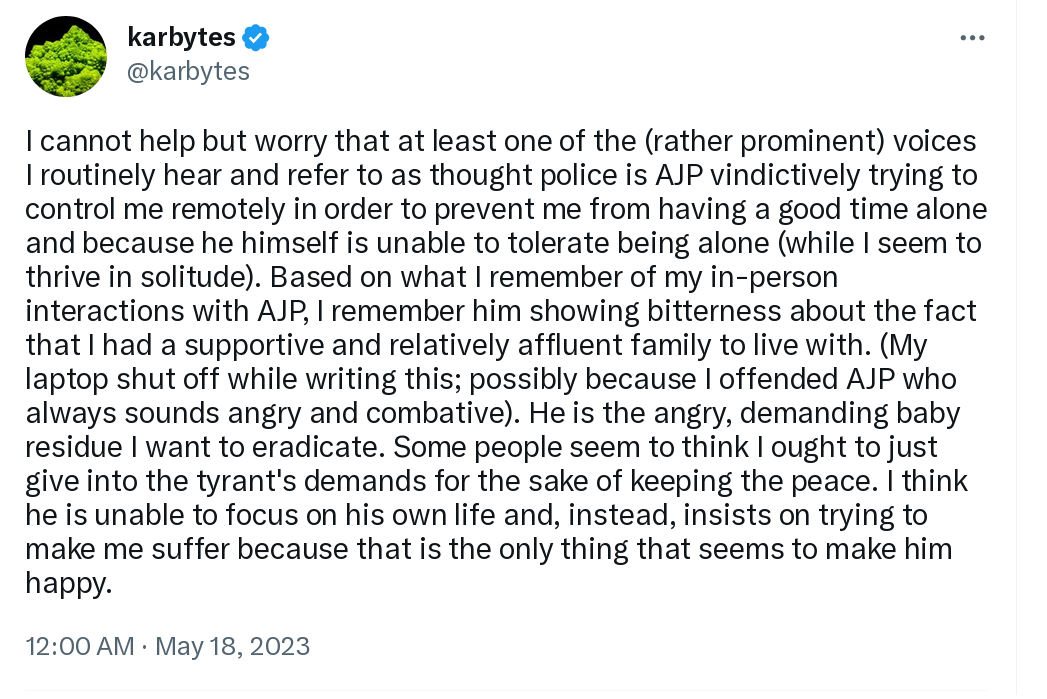 karbytes
@karbytes
I cannot help but worry that at least one of the (rather prominent) voices
I routinely hear and refer to as thought police is AJP vindictively trying to
control me remotely in order to prevent me from having a good time alone
and because he himself is unable to tolerate being alone (while I seem to
thrive in solitude). Based on what I remember of my in-person
interactions with AJP, I remember him showing bitterness about the fact
that I had a supportive and relatively affluent family to live with. (My
laptop shut off while writing this; possibly because I offended AJP who
always sounds angry and combative). He is the angry, demanding baby
residue I want to eradicate. Some people seem to think I ought to just
give into the tyrant's demands for the sake of keeping the peace. I think
he is unable to focus on his own life and, instead, insists on trying to
make me suffer because that is the only thing that seems to make him
happy.
12:00 AM · May 18, 2023